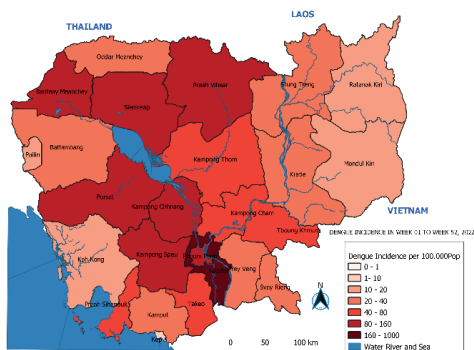 THAILAND
LAOS
Oddar Meanchey
Preah Vihear
Stung Treng
Ratanak Kiri
Banteay Meanchey
Siemreap
Battambang
Pailin
Kampong Thom
Mondul Kiri
Kratie
Pursat
Kampong Chhnang
Kampong Cham
VIETNAM
Tboung Khmum
DENGUE INCIDENCE IN WEEK 01 TO WEEK 52, 2022
Kampong Speu
Koh Kong
Prey Veng
Svay Rieng
Takeo
Kampot
Kep
Dengue Incidence per 100.000Pop
0 - 1
1 - 10
10 - 20
20 - 40
40 - 80
80 - 160
160 - 1000
Water River and Sea
0 50 100 km